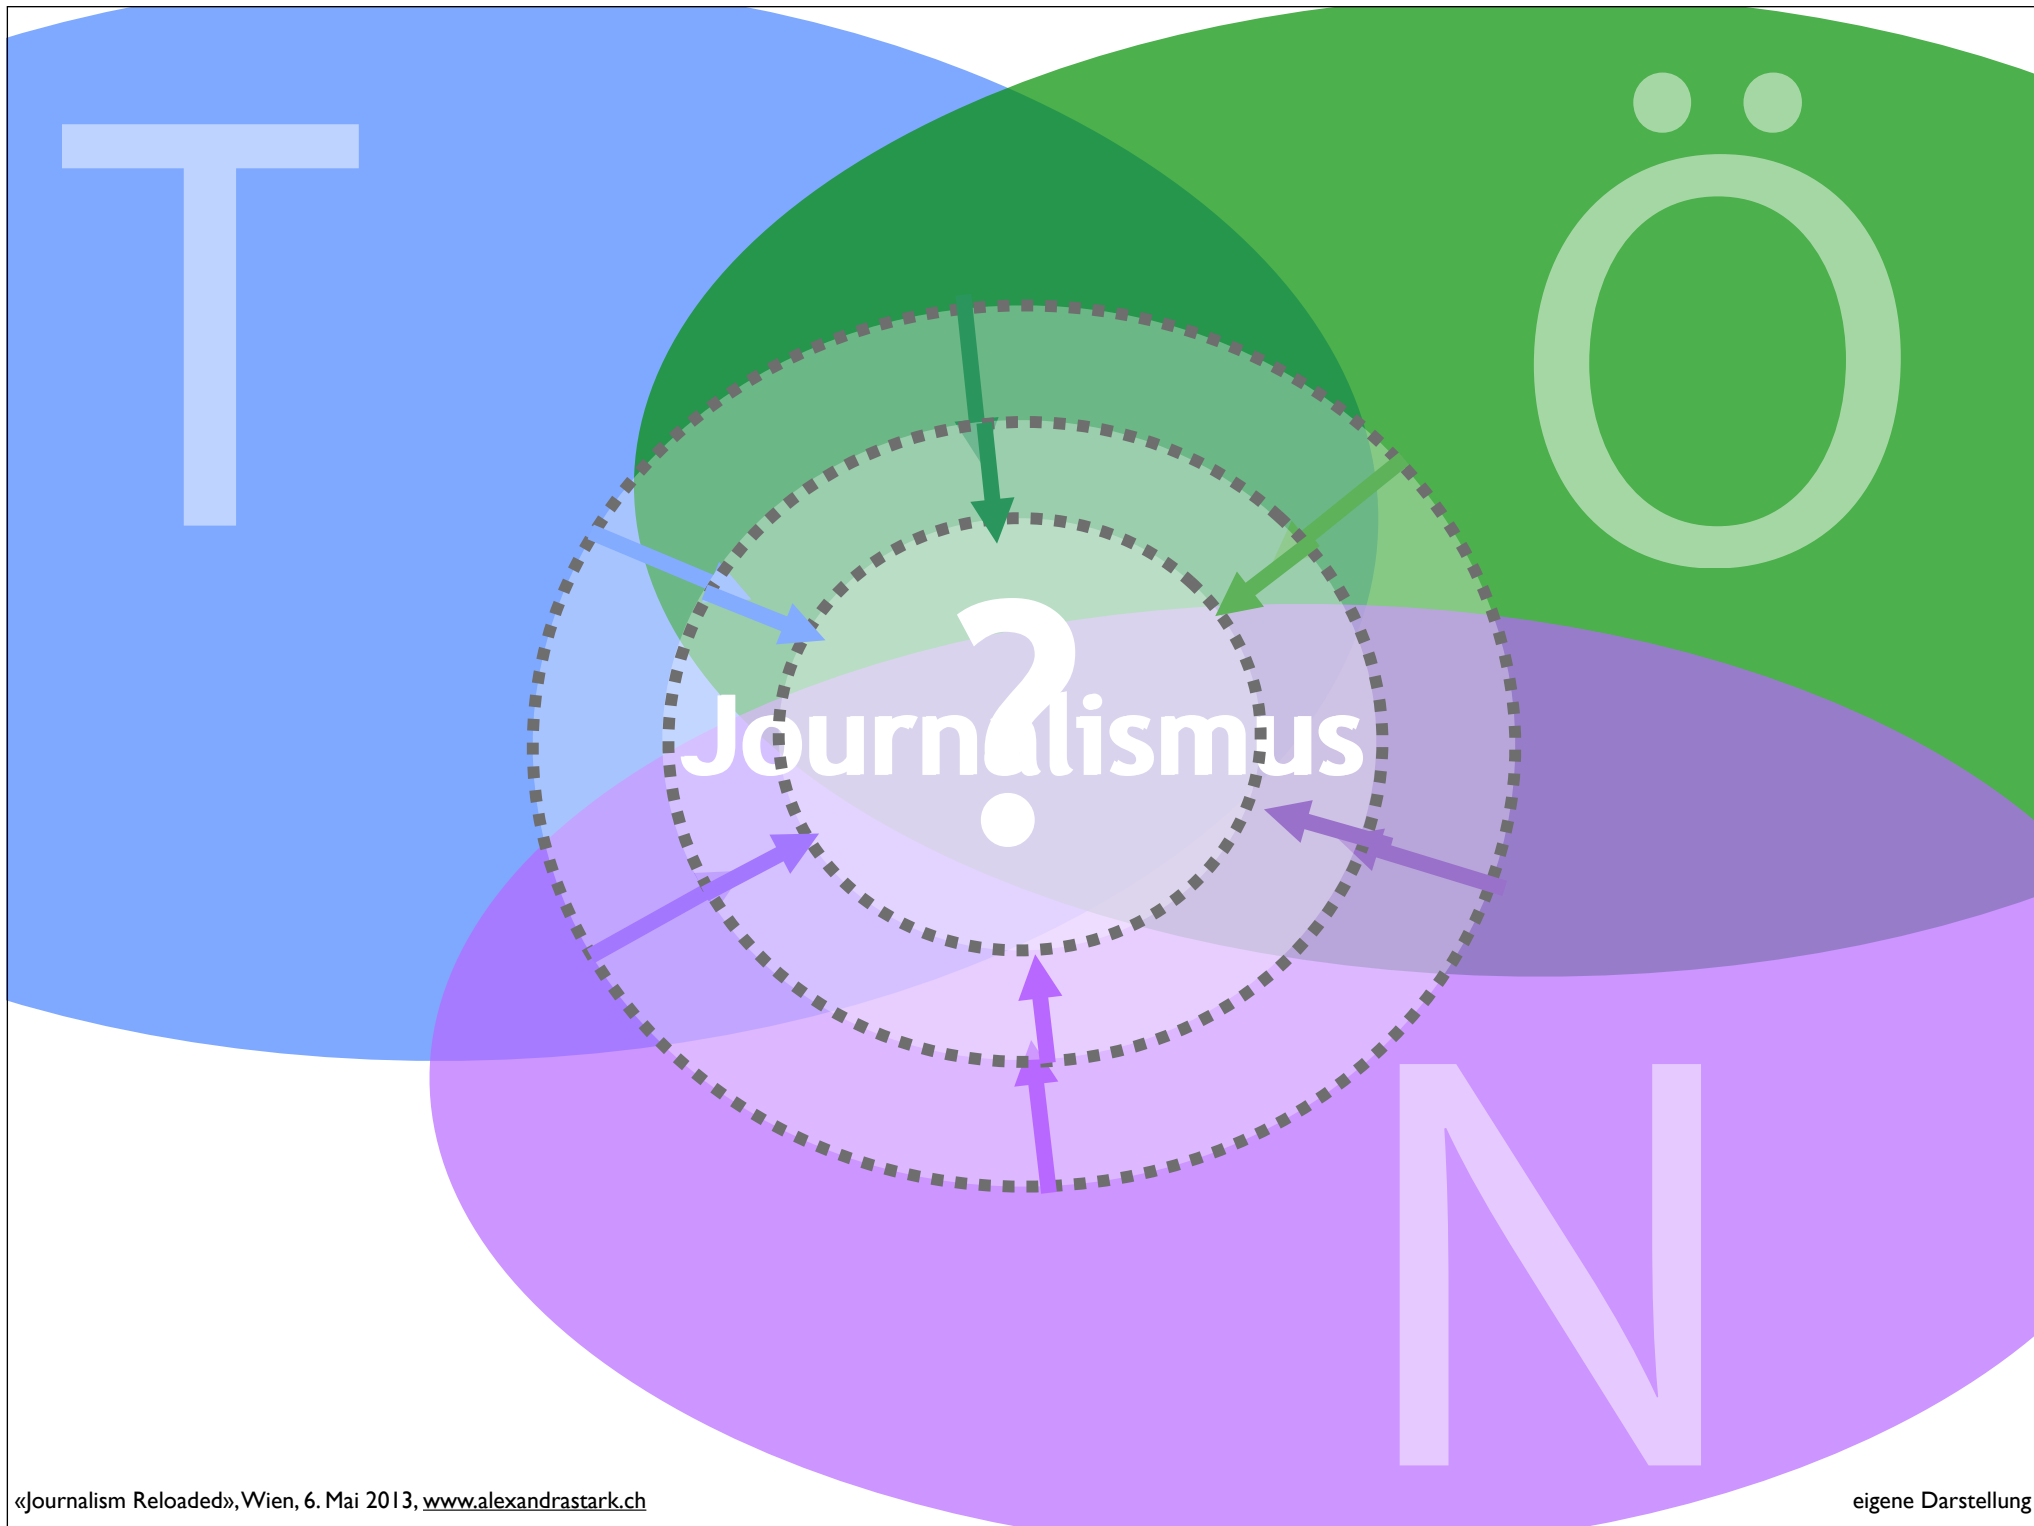 T
Ö
?
Journalismus
N
«Journalism Reloaded», Wien, 6. Mai 2013, www.alexandrastark.ch
eigene Darstellung